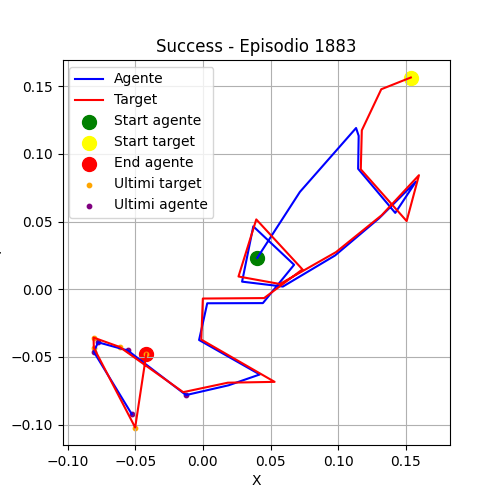 Success - Episodio 1883
Agente
Target
Start agente
Start target
End agente
Ultimi target
Ultimi agente
0.15
0.10
0.05
0.00
−0.05
−0.10
−0.10
−0.05
0.00
0.05
0.10
0.15
X